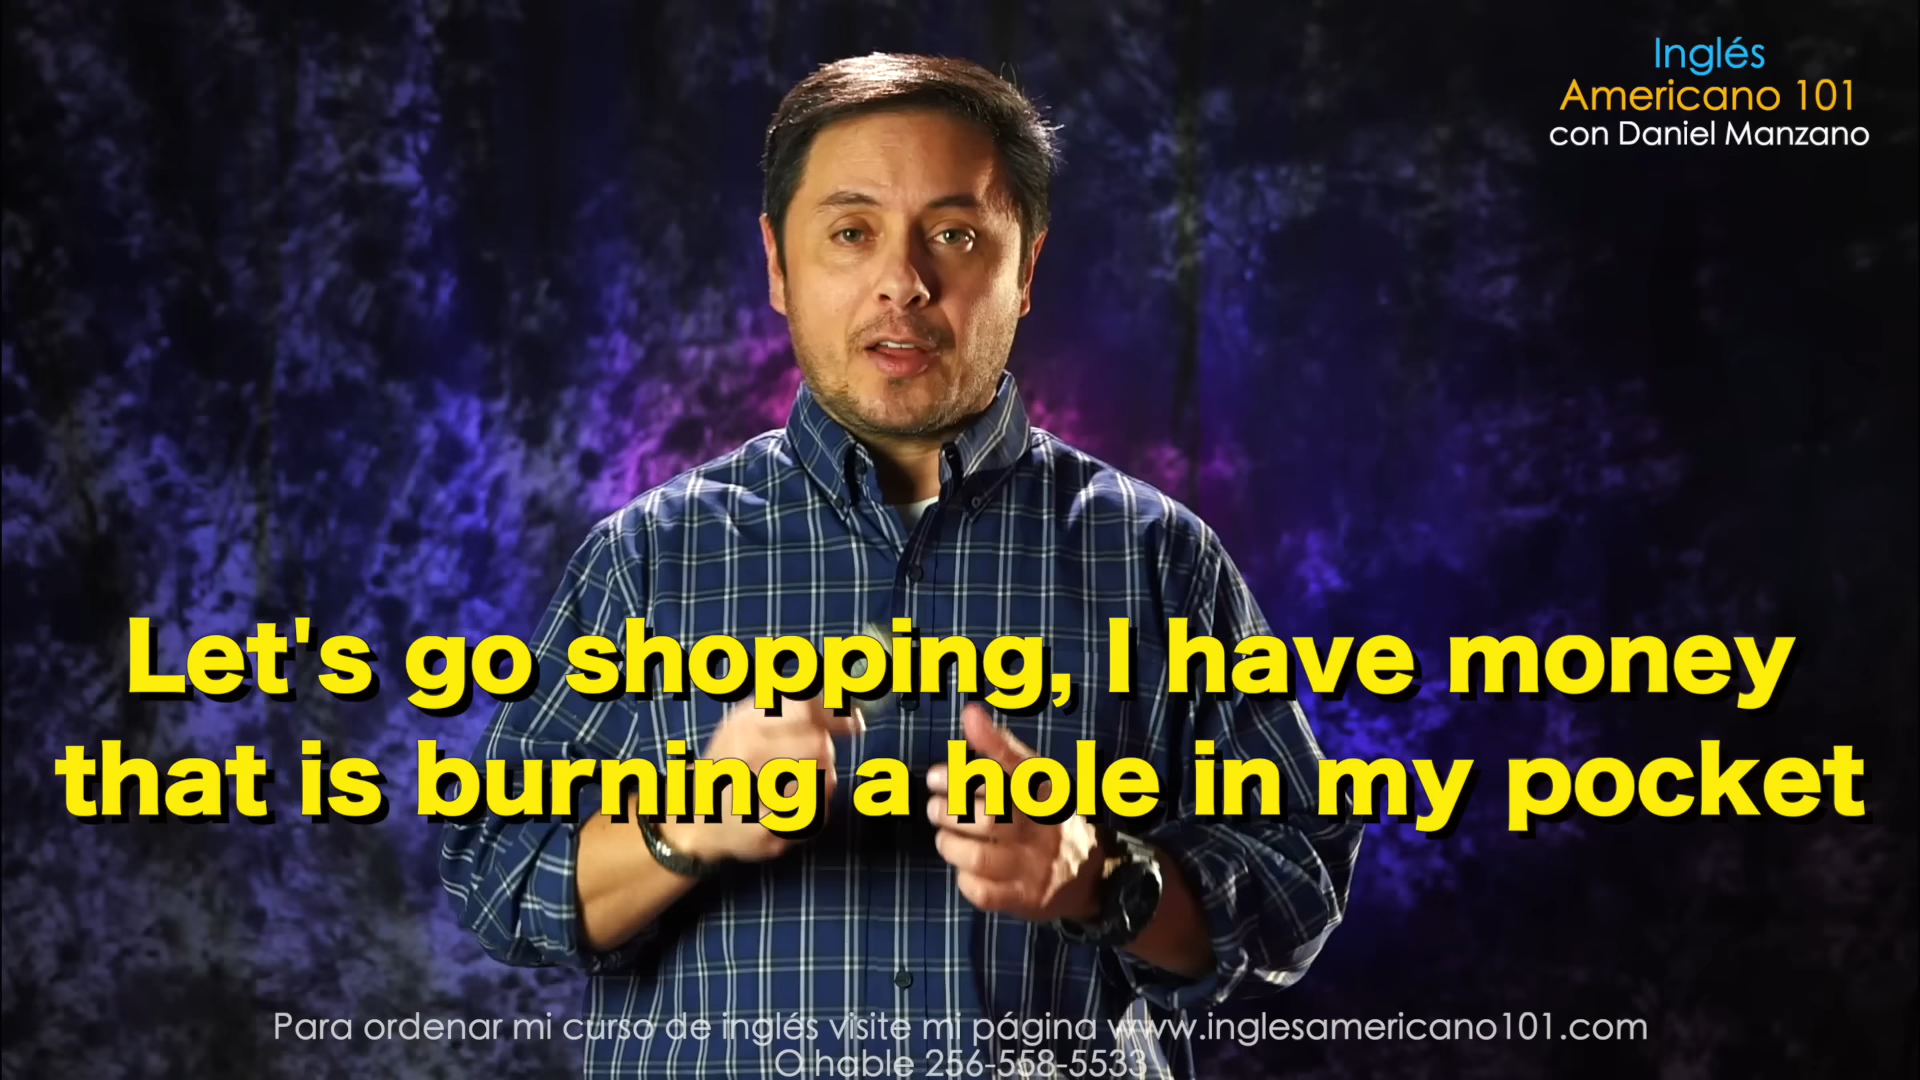 Inglés
Americano 101
con Daniel Manzano
Let's go shopping, I have money
that is burning a hole in my pocket
Para ordenar mi curso de inglés visite mi página www.inglesamericano101.com
O hable 256-558-5533